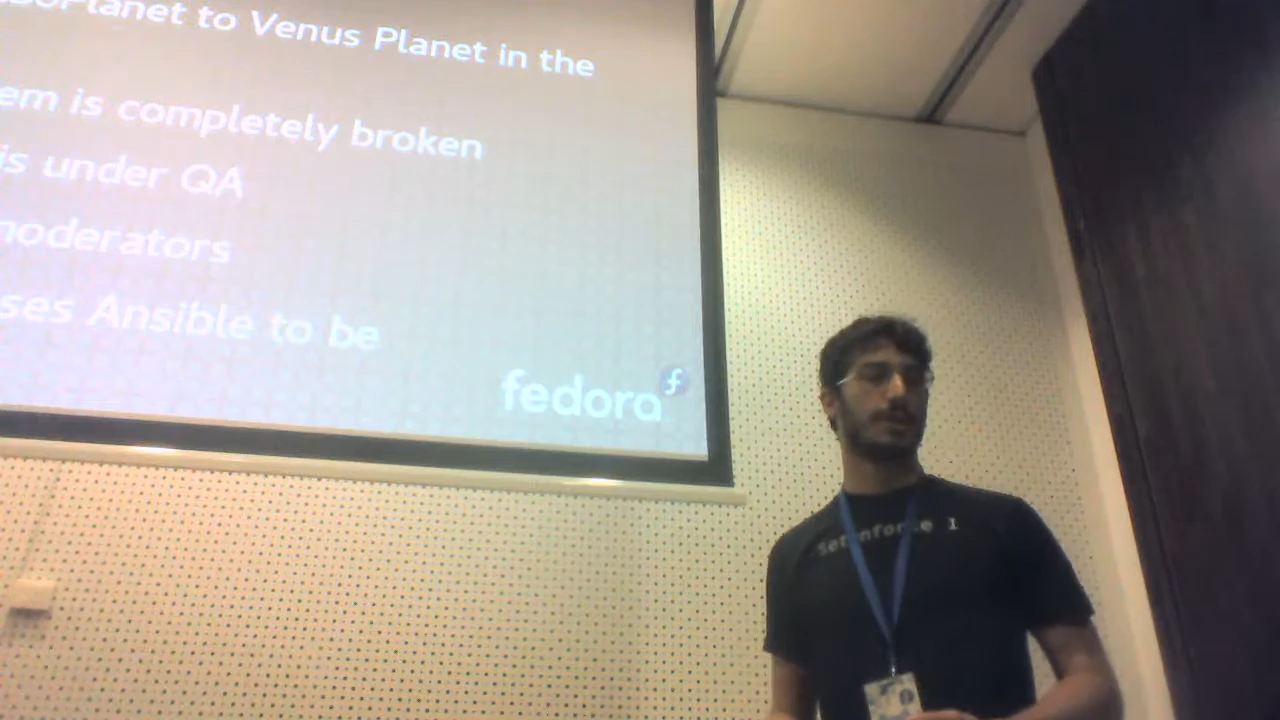 Planet to Venus Planet in the
em is completely broken
is under QA
moderators
ses Ansible to be
fedora
setenforce 1